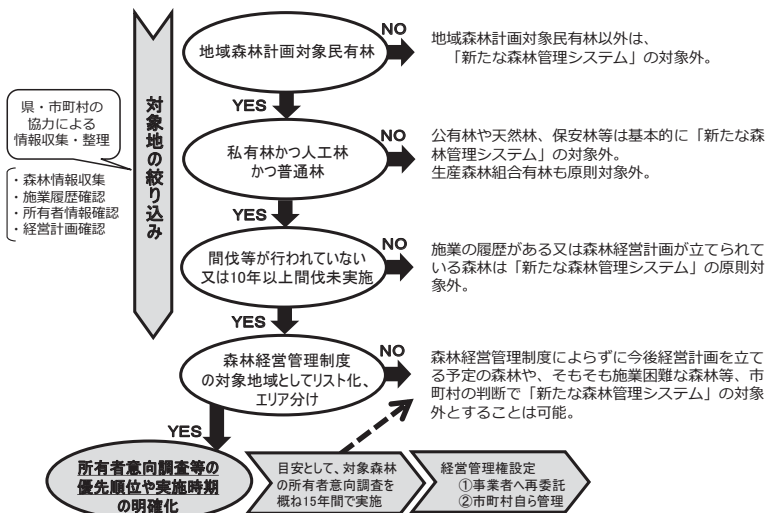 地域森林計画対象民有林
NO
地域森林計画対象民有林以外は、
「新たな森林管理システム」の対象外。
県・市町村の
協力による
情報収集・整理
・森林情報収集
・施業履歴確認
・所有者情報確認
・経営計画確認
対象地の絞り込み
YES
私有林かつ人工林
かつ普通林
NO
公有林や天然林、保安林等は基本的に「新たな森
林管理システム」の対象外。
生産森林組合有林も原則対象外。
YES
間伐等が行われていない
又は10年以上間伐未実施
NO
施業の履歴がある又は森林経営計画が立てられて
いる森林は「新たな森林管理システム」の原則対
象外。
YES
森林経営管理制度
の対象地域としてリスト化、
エリア分け
NO
森林経営管理制度によらずに今後経営計画を立て
る予定の森林や、そもそも施業困難な森林等、市
町村の判断で「新たな森林管理システム」の対象
外とすることは可能。
YES
所有者意向調査等の
優先順位や実施時期
の明確化
目安として、対象森林
の所有者意向調査を
概ね15年間で実施
経営管理権設定
①事業者へ再委託
②市町村自ら管理